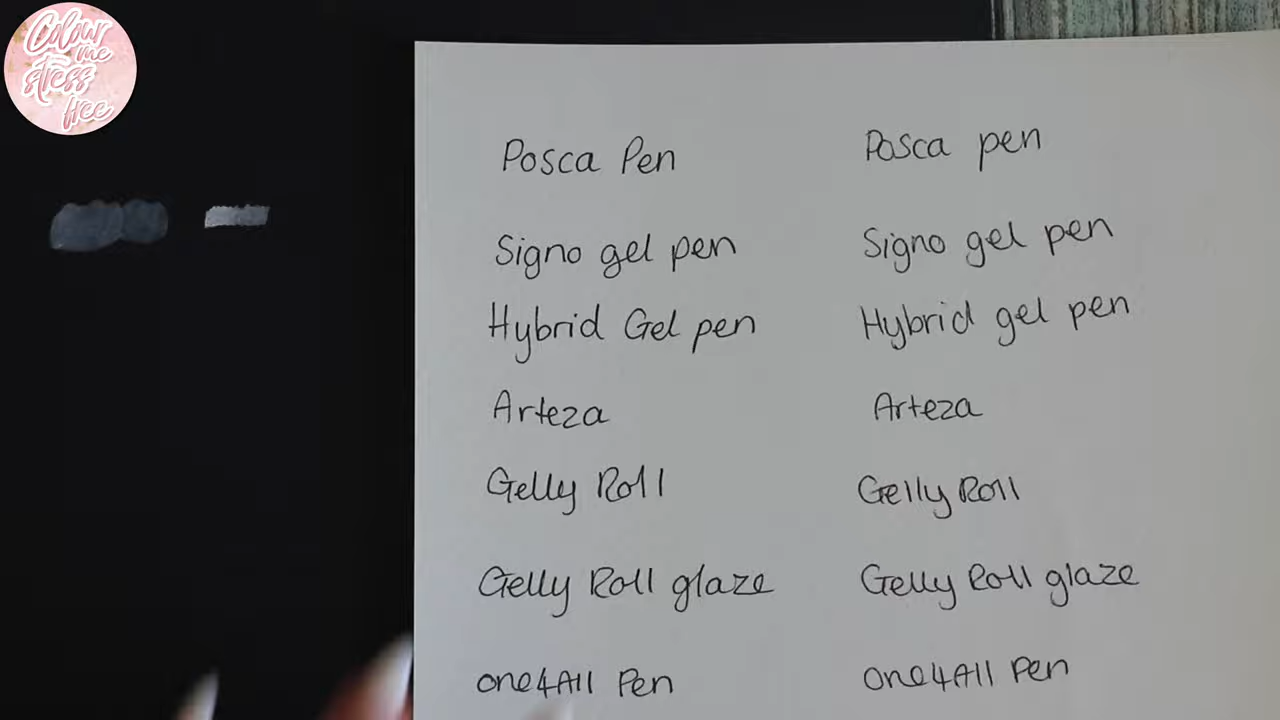 Colour
me
stress
free
Posca Pen Posca pen
Signo gel pen Signo gel pen
Hybrid Gel pen Hybrid gel pen
Arteza Arteza
Gelly Roll Gelly Roll
Gelly Roll glaze Gelly Roll glaze
One4All Pen One4All Pen